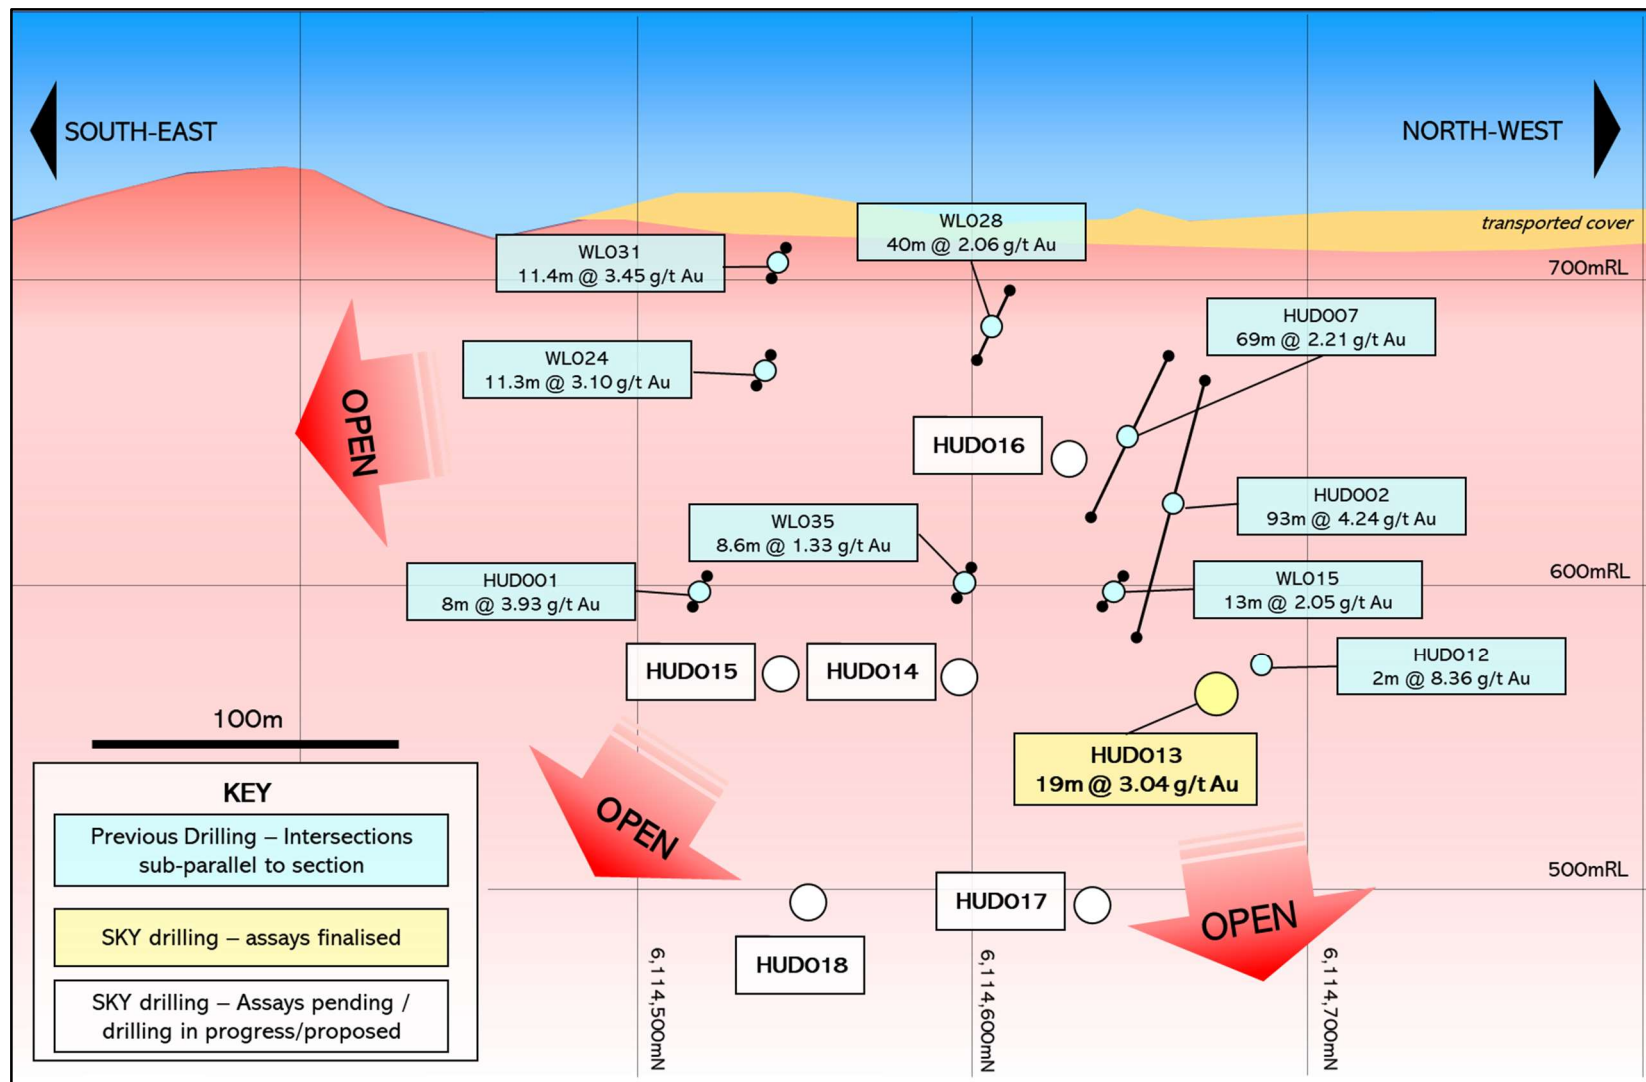 SOUTH-EAST
NORTH-WEST
transported cover
WL028
40m @ 2.06 g/t Au
WL031
11.4m @ 3.45 g/t Au
700mRL
HUD007
69m @ 2.21 g/t Au
WL024
11.3m @ 3.10 g/t Au
OPEN
HUD016
HUD002
93m @ 4.24 g/t Au
WL035
8.6m @ 1.33 g/t Au
600mRL
HUD001
8m @ 3.93 g/t Au
WL015
13m @ 2.05 g/t Au
HUD015
HUD014
HUD012
2m @ 8.36 g/t Au
100m
HUD013
19m @ 3.04 g/t Au
OPEN
500mRL
HUD017
OPEN
HUD018
6,114,500mN
6,114,600mN
6,114,700mN
KEY
Previous Drilling – Intersections
sub-parallel to section
SKY drilling – assays finalised
SKY drilling – Assays pending /
drilling in progress/proposed